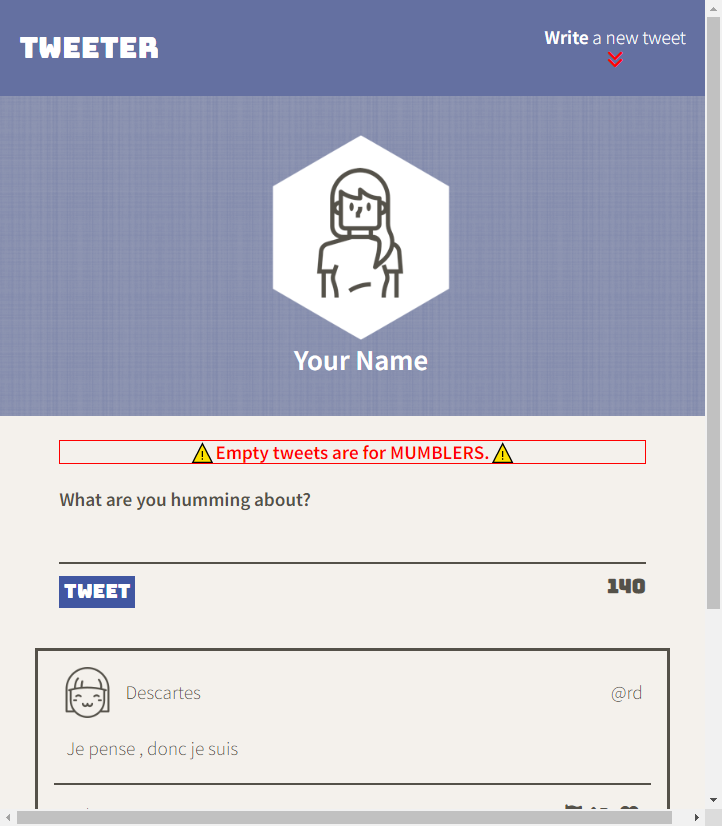 TWEETER
Write a new tweet
Your Name
Empty tweets are for MUMBLERS.
What are you humming about?
TWEET
140
Descartes
@rd
Je pense , donc je suis